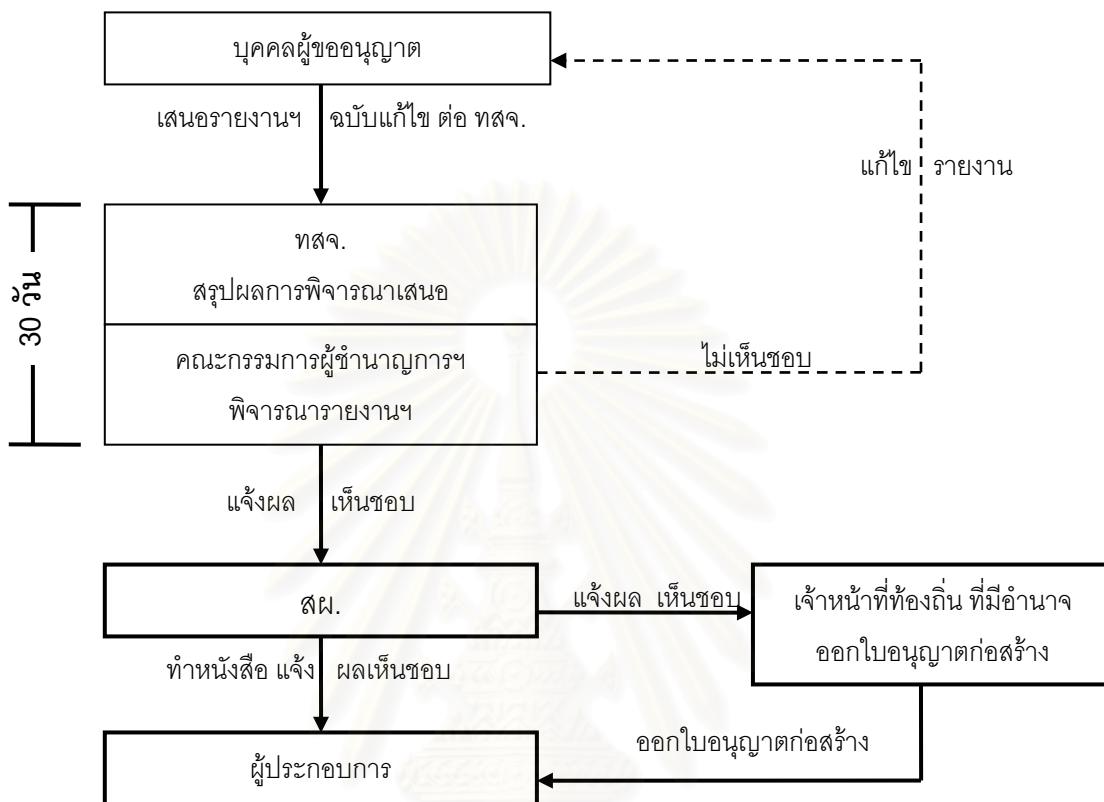 บุคคลผู้ขออนุญาต
เสนอรายงานฯ ฉบับแก้ไข ต่อ ทสจ.
แก้ไข รายงาน
30 วัน
ทสจ.
สรุปผลการพิจารณาเสนอ
คณะกรรมการผู้ชำนาญการฯ
พิจารณารายงานฯ
ไม่เห็นชอบ
แจ้งผล เห็นชอบ
สผ.
แจ้งผล เห็นชอบ
เจ้าหน้าที่ท้องถิ่น ที่มีอำนาจ
ออกใบอนุญาตก่อสร้าง
ทำหนังสือ แจ้ง ผลเห็นชอบ
ออกใบอนุญาตก่อสร้าง
ผู้ประกอบการ